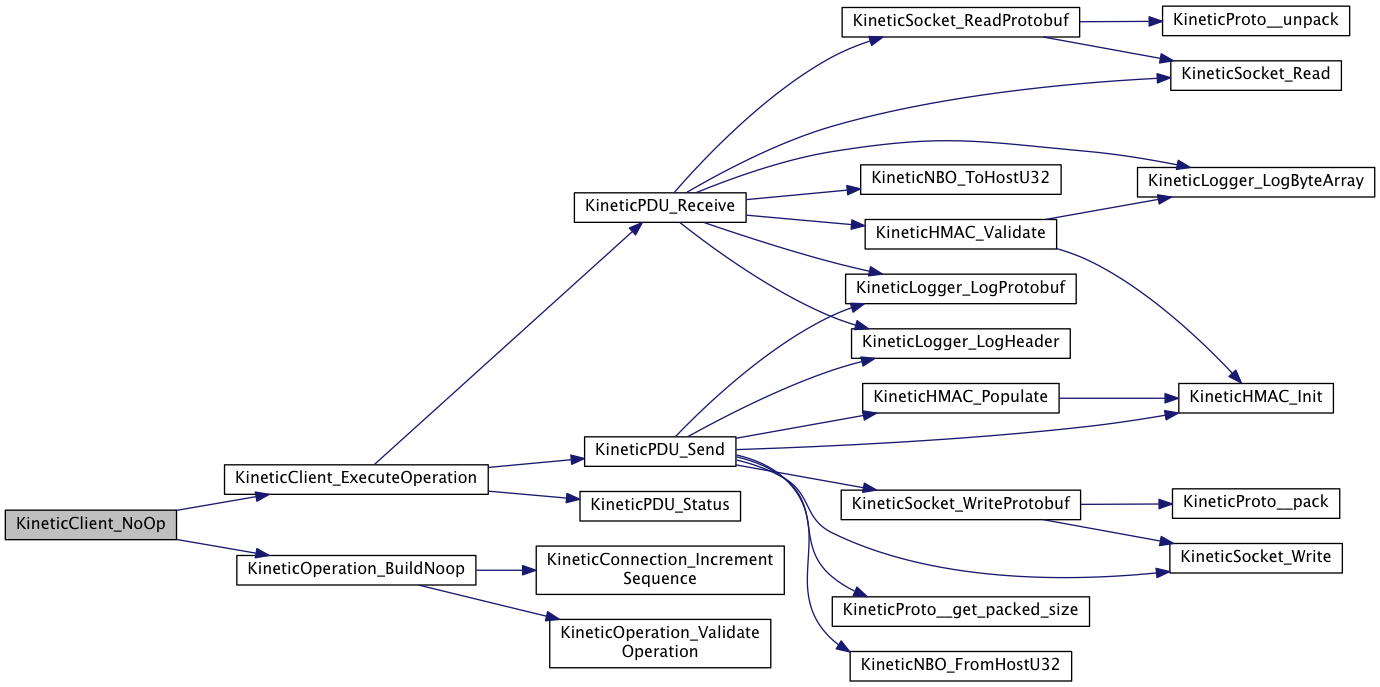 KineticSocket_ReadProtobuf
KineticProto__unpack
KineticSocket_Read
KineticNBO_ToHostU32
KineticLogger_LogByteArray
KineticPDU_Receive
KineticHMAC_Validate
KineticLogger_LogProtobuf
KineticLogger_LogHeader
KineticHMAC_Populate
KineticHMAC_Init
KineticPDU_Send
KineticClient_ExecuteOperation
KineticPDU_Status
KineticSocket_WriteProtobuf
KineticProto__pack
KineticClient_NoOp
KineticSocket_Write
KineticOperation_BuildNoop
KineticConnection_Increment
Sequence
KineticProto__get_packed_size
KineticOperation_Validate
Operation
KineticNBO_FromHostU32